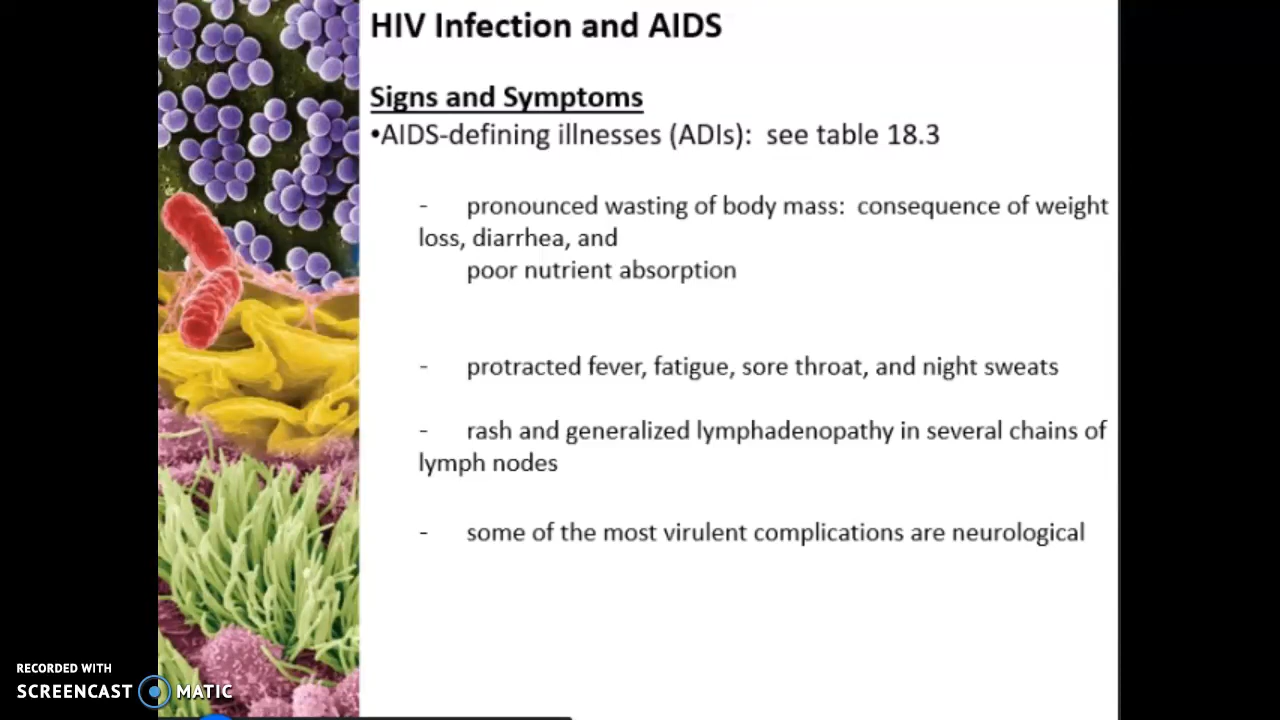 HIV Infection and AIDS
Signs and Symptoms
•AIDS-defining illnesses (ADIs): see table 18.3
- pronounced wasting of body mass: consequence of weight
loss, diarrhea, and
poor nutrient absorption
- protracted fever, fatigue, sore throat, and night sweats
- rash and generalized lymphadenopathy in several chains of
lymph nodes
- some of the most virulent complications are neurological
RECORDED WITH
SCREENCAST MATIC